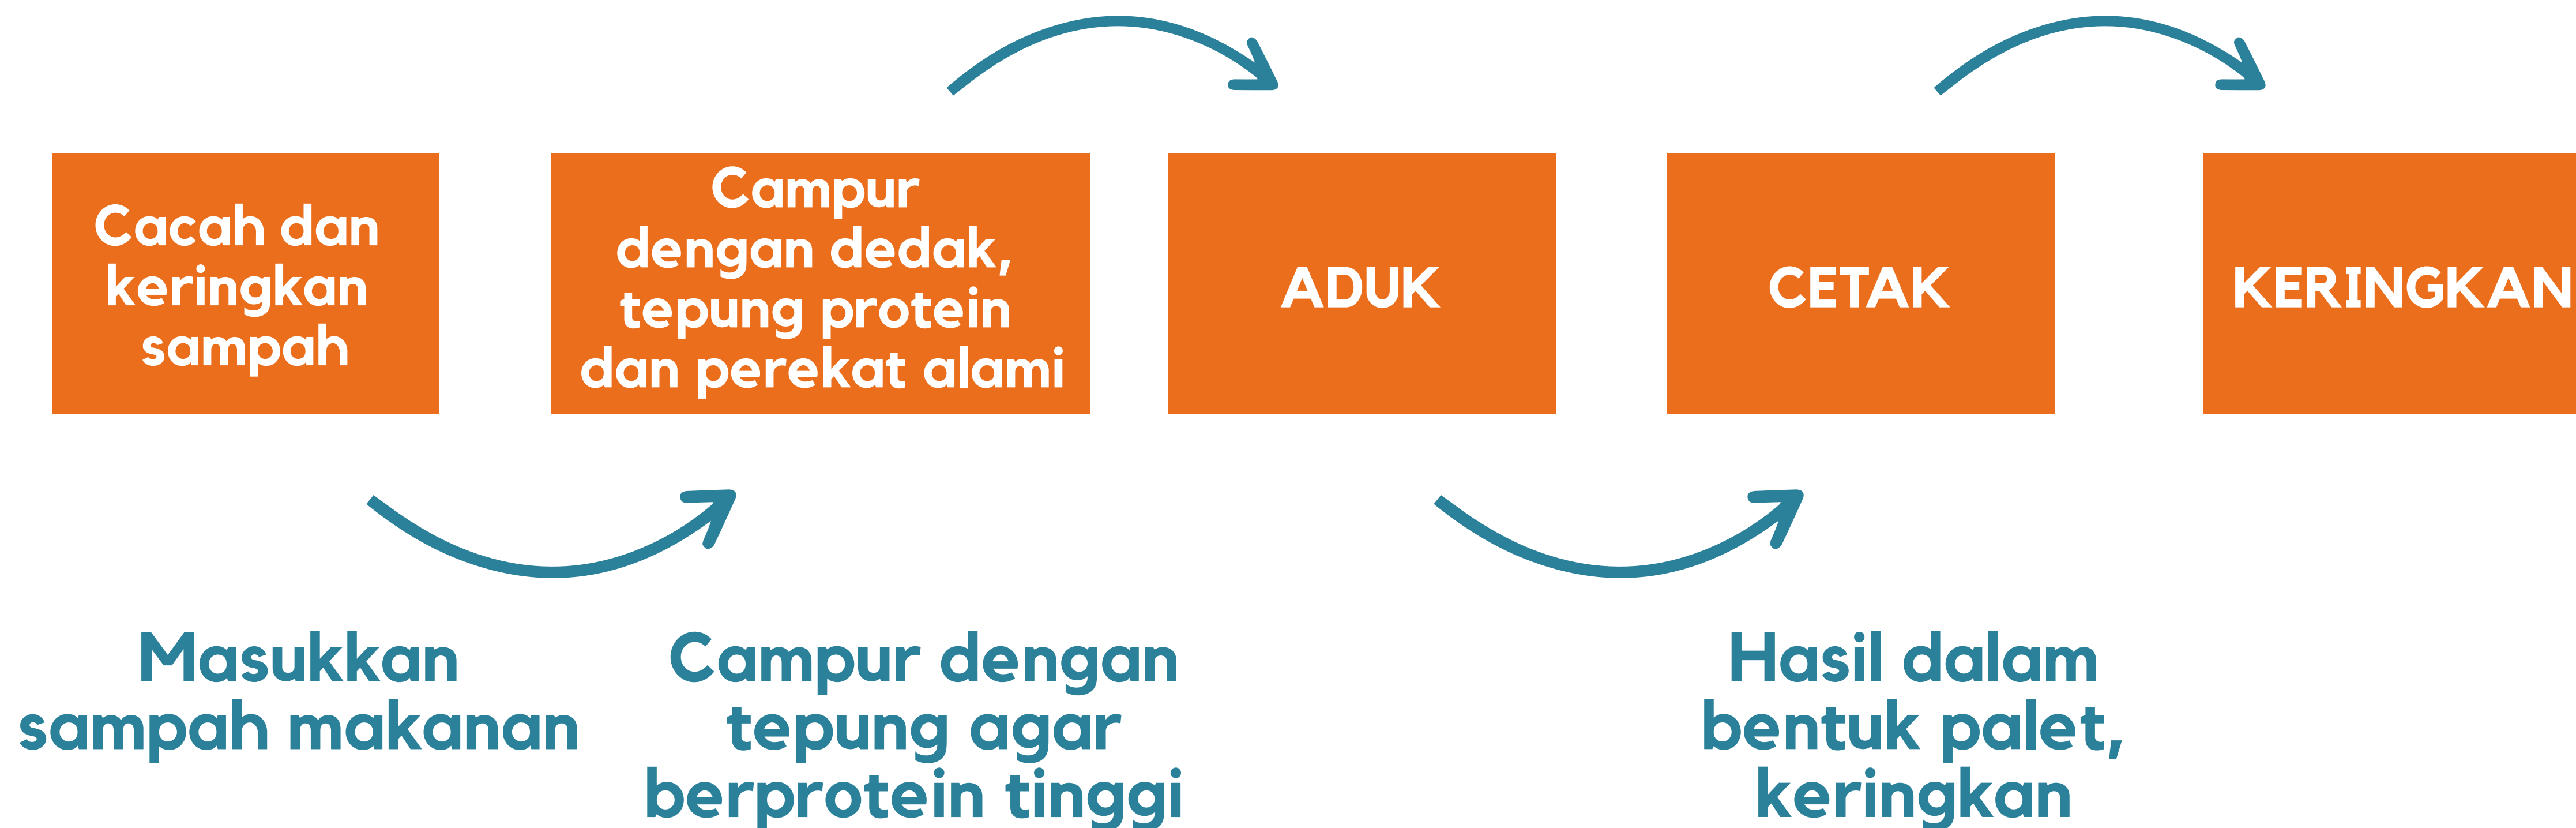 Cacah dan
keringkan
sampah
Campur
dengan dedak,
tepung protein
dan perekat alami
ADUK
CETAK
KERINGKAN
Masukkan
sampah makanan
Campur dengan
tepung agar
berprotein tinggi
Hasil dalam
bentuk palet,
keringkan